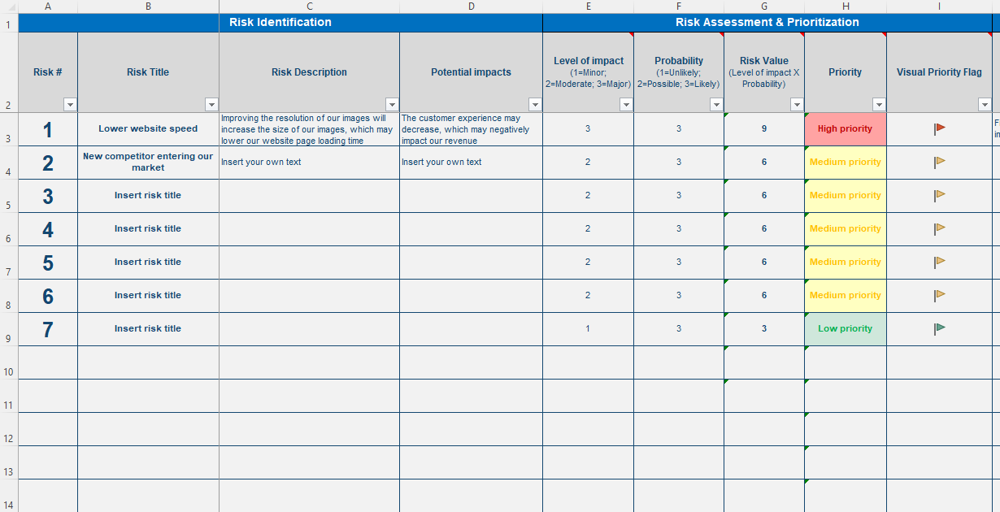 A B C D E F G H I
1 Risk Identification Risk Assessment & Prioritization
2 Risk # Risk Title Risk Description Potential impacts
Level of impact
(1=Minor;
2=Moderate; 3=Major)
Probability
(1=Unlikely;
2=Possible; 3=Likely)
Risk Value
(Level of impact X
Probability)
Priority
Visual Priority Flag
3 1 Lower website speed
Improving the resolution of our images will
increase the size of our images, which may
lower our website page loading time
The customer experience may
decrease, which may negatively
impact our revenue
3 3 9 High priority
4 2 New competitor entering our
market
Insert your own text Insert your own text 2 3 6 Medium priority
5 3 Insert risk title 2 3 6 Medium priority
6 4 Insert risk title 2 3 6 Medium priority
7 5 Insert risk title 2 3 6 Medium priority
8 6 Insert risk title 2 3 6 Medium priority
9 7 Insert risk title 1 3 3 Low priority
10
11
12
13
14